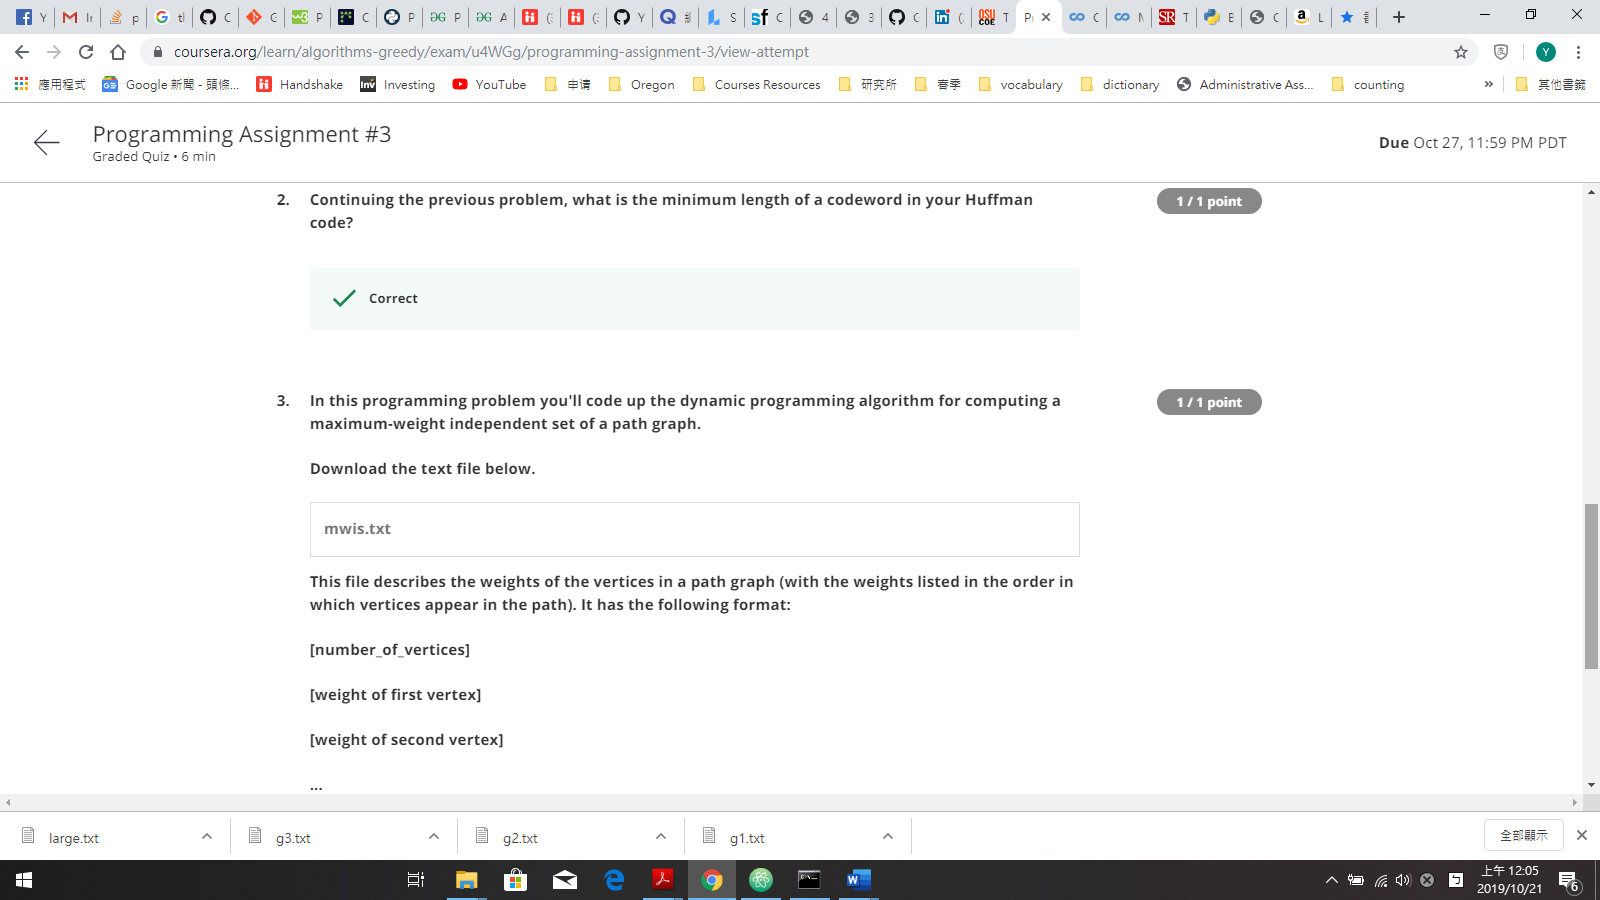 Y
Ir
p
tl
C
C
P
C
P
P
A
(3
(3
Y
S
C
4
3
C
(
T
P
C
N
T
E
C
L
coursera.org/learn/algorithms-greedy/exam/u4WGg/programming-assignment-3/view-attempt
Y
應用程式
Google 新聞 - 頭條...
Handshake
Investing
YouTube
申请
Oregon
Courses Resources
研究所
春季
vocabulary
dictionary
Administrative Ass...
counting
»
其他書籤
Programming Assignment #3
Graded Quiz • 6 min
Due Oct 27, 11:59 PM PDT
2. Continuing the previous problem, what is the minimum length of a codeword in your Huffman
code?
1 / 1 point
Correct
3. In this programming problem you'll code up the dynamic programming algorithm for computing a
maximum-weight independent set of a path graph.
1 / 1 point
Download the text file below.
mwis.txt
This file describes the weights of the vertices in a path graph (with the weights listed in the order in
which vertices appear in the path). It has the following format:
[number_of_vertices]
[weight of first vertex]
[weight of second vertex]
...
large.txt
g3.txt
g2.txt
g1.txt
全部顯示
上午 12:05
2019/10/21
6